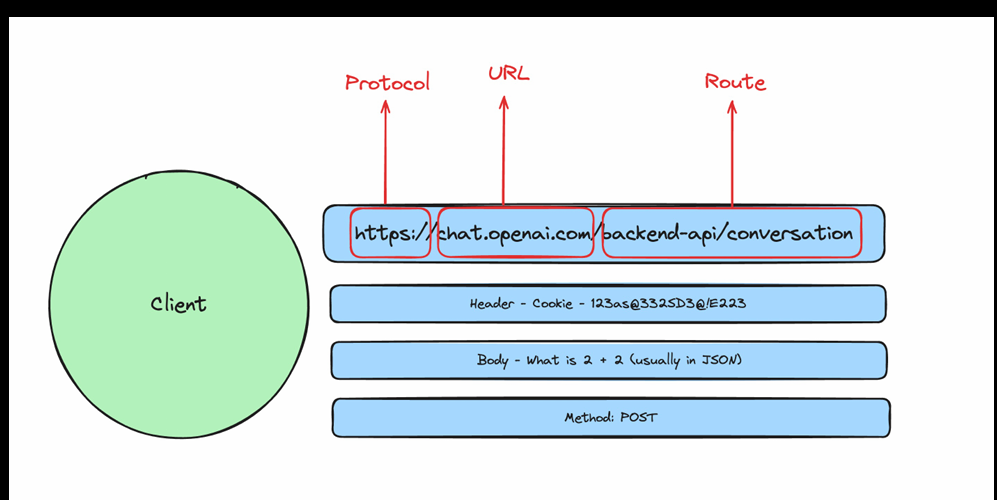 Protocol
URL
Route
https://chat.openai.com/backend-api/conversation
Client
Header - Cookie - 123as@3325D3@!E223
Body - What is 2 + 2 (usually in JSON)
Method: POST